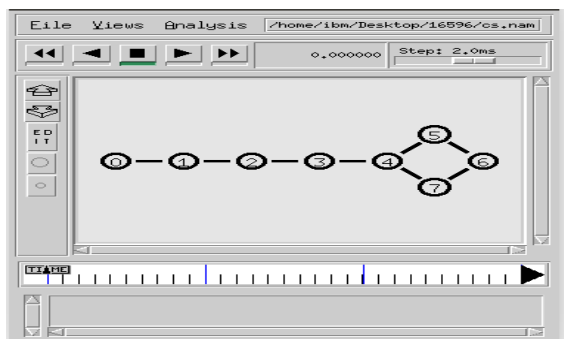 File Views Analysis /home/ibm/Desktop/16596/cs.nam
0.000000 Step: 2.0ms
ED
IT
5
0 1 2 3 4 6
7
TIME